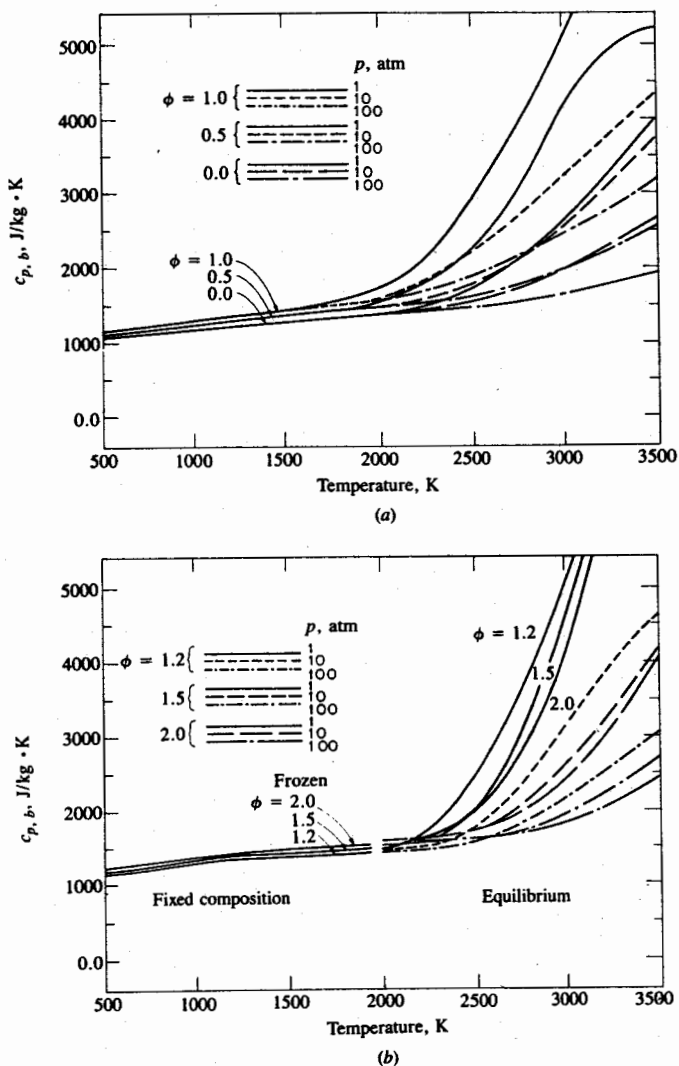 5000
4000
3000
2000
1000
0.0
c_p, b, J/kg · K
p, atm
ϕ = 1.0 { 1
10
100
0.5 { 1
10
100
0.0 { 1
10
100
ϕ = 1.0
0.5
0.0
500 1000 1500 2000 2500 3000 3500
Temperature, K
(a)
5000
4000
3000
2000
1000
0.0
c_p, b, J/kg · K
p, atm
ϕ = 1.2 { 1
10
100
1.5 { 1
10
100
2.0 { 1
10
100
ϕ = 1.2
1.5
2.0
Frozen
ϕ = 2.0
1.5
1.2
Fixed composition
Equilibrium
500 1000 1500 2000 2500 3000 3500
Temperature, K
(b)